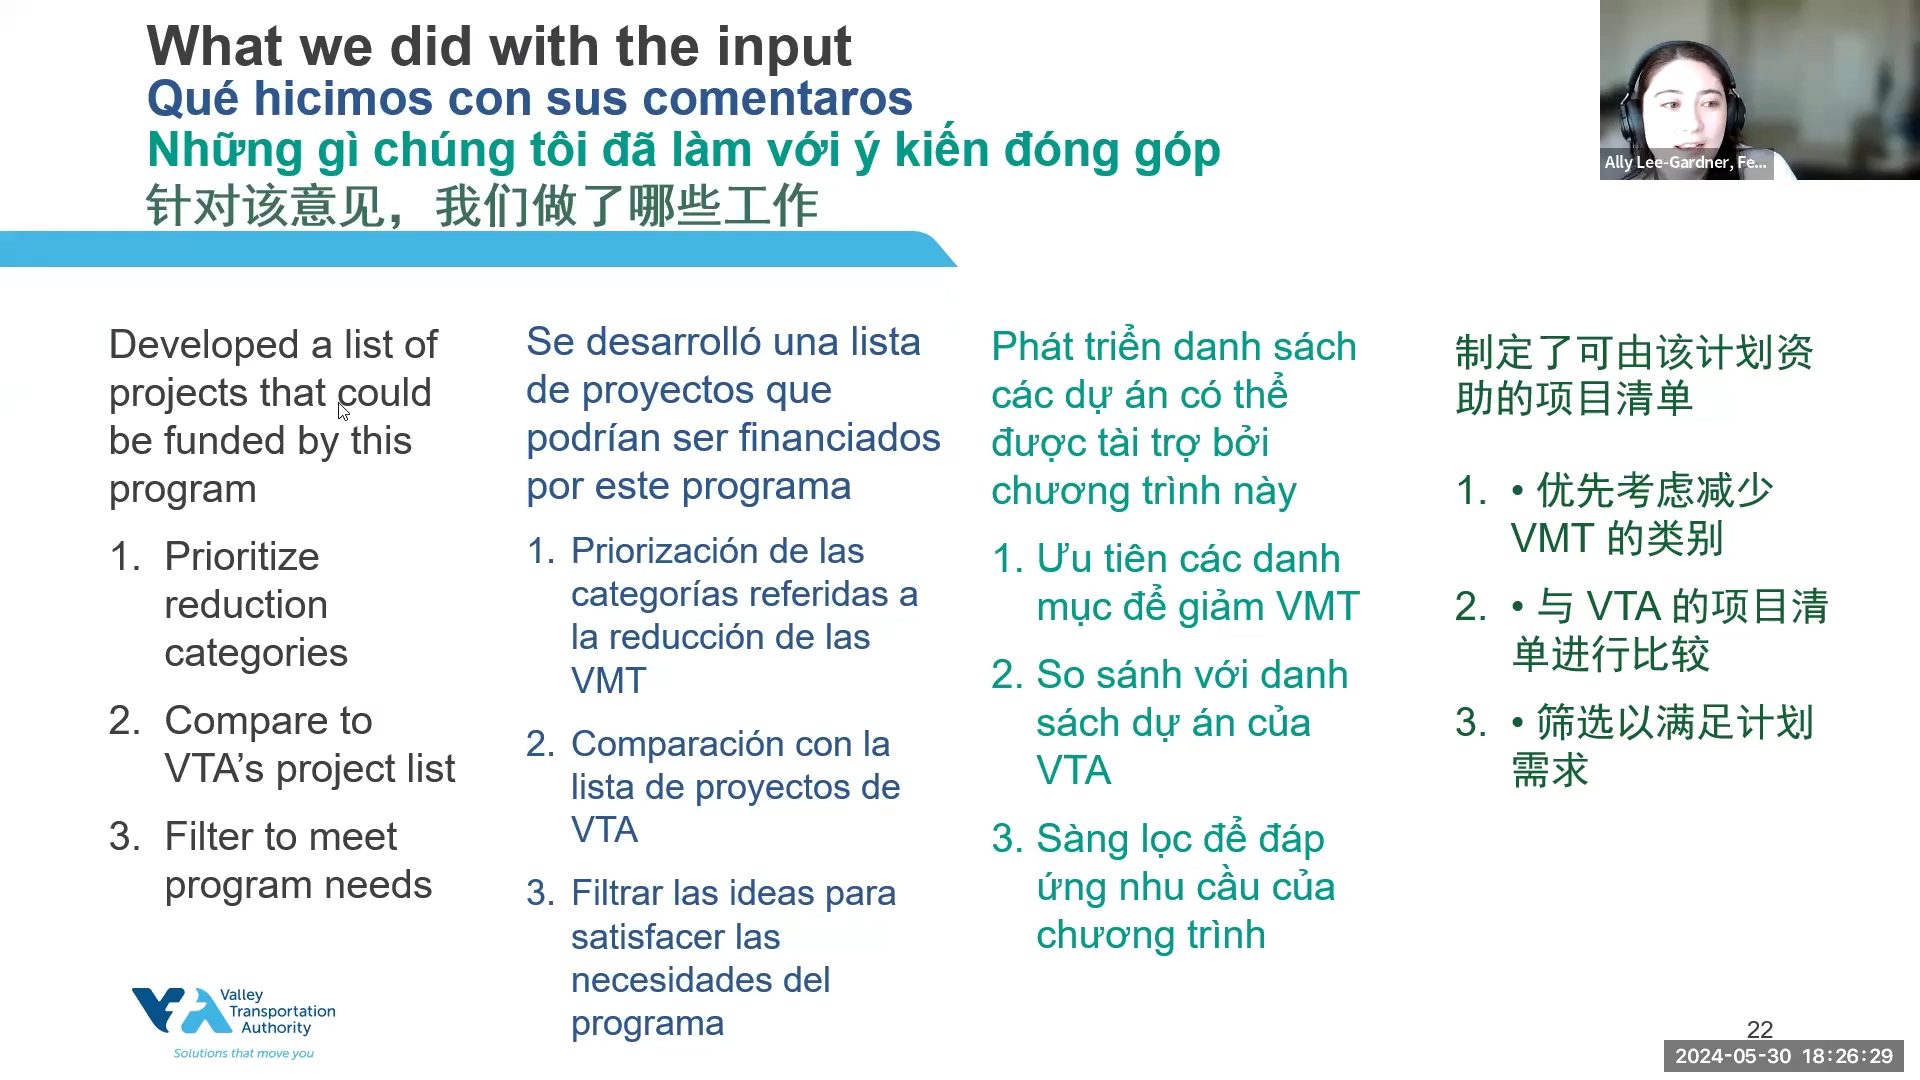 What we did with the input
Qué hicimos con sus comentaros
Những gì chúng tôi đã làm với ý kiến đóng góp
针对该意见，我们做了哪些工作
Ally Lee-Gardner, Fe...
Developed a list of
projects that could
be funded by this
program
1. Prioritize
reduction
categories
2. Compare to
VTA’s project list
3. Filter to meet
program needs
Se desarrolló una lista
de proyectos que
podrían ser financiados
por este programa
1. Priorización de las
categorías referidas a
la reducción de las
VMT
2. Comparación con la
lista de proyectos de
VTA
3. Filtrar las ideas para
satisfacer las
necesidades del
programa
Phát triển danh sách
các dự án có thể
được tài trợ bởi
chương trình này
1. Ưu tiên các danh
mục để giảm VMT
2. So sánh với danh
sách dự án của
VTA
3. Sàng lọc để đáp
ứng nhu cầu của
chương trình
制定了可由该计划资
助的项目清单
1. • 优先考虑减少
VMT 的类别
2. • 与 VTA 的项目清
单进行比较
3. • 筛选以满足计划
需求
VTA
Valley
Transportation
Authority
Solutions that move you
22
2024-05-30 18:26:29